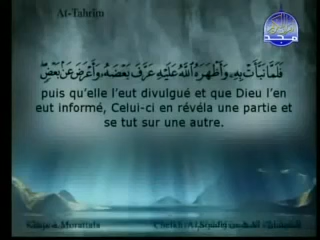 At-Tahrîm
فَلَمَّا نَبَّأَتْ بِهِۦ وَأَظْهَرَهُ ٱللَّهُ عَلَيْهِ عَرَّفَ بَعْضَهُۥ وَأَعْرَضَ عَنۢ بَعْضٍۖ
puis qu'elle l'eut divulgué et que Dieu l'en
eut informé, Celui-ci en révéla une partie et
se tut sur une autre.